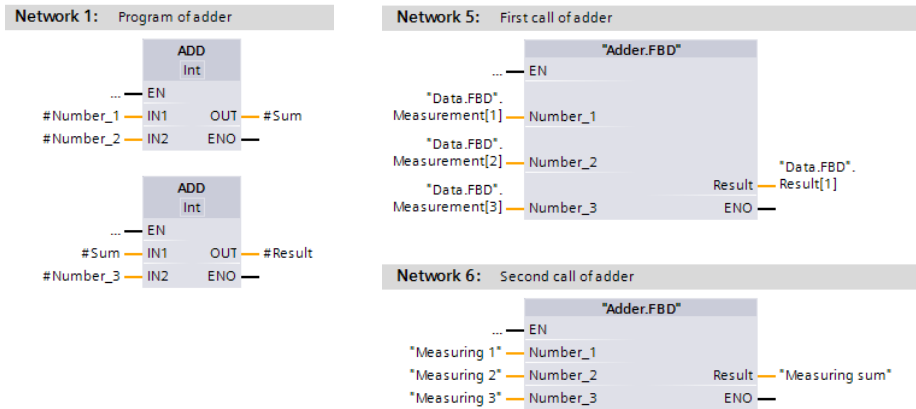 Network 1: Program of adder
ADD
Int
... EN
#Number_1 IN1 OUT #Sum
#Number_2 IN2 ENO
ADD
Int
... EN
#Sum IN1 OUT #Result
#Number_3 IN2 ENO
Network 5: First call of adder
"Adder.FBD"
... EN
"Data.FBD".
Measurement[1] Number_1
"Data.FBD".
Measurement[2] Number_2
"Data.FBD".
Result Result[1]
"Data.FBD".
Measurement[3] Number_3 ENO
Network 6: Second call of adder
"Adder.FBD"
... EN
"Measuring 1" Number_1
"Measuring 2" Number_2 Result "Measuring sum"
"Measuring 3" Number_3 ENO